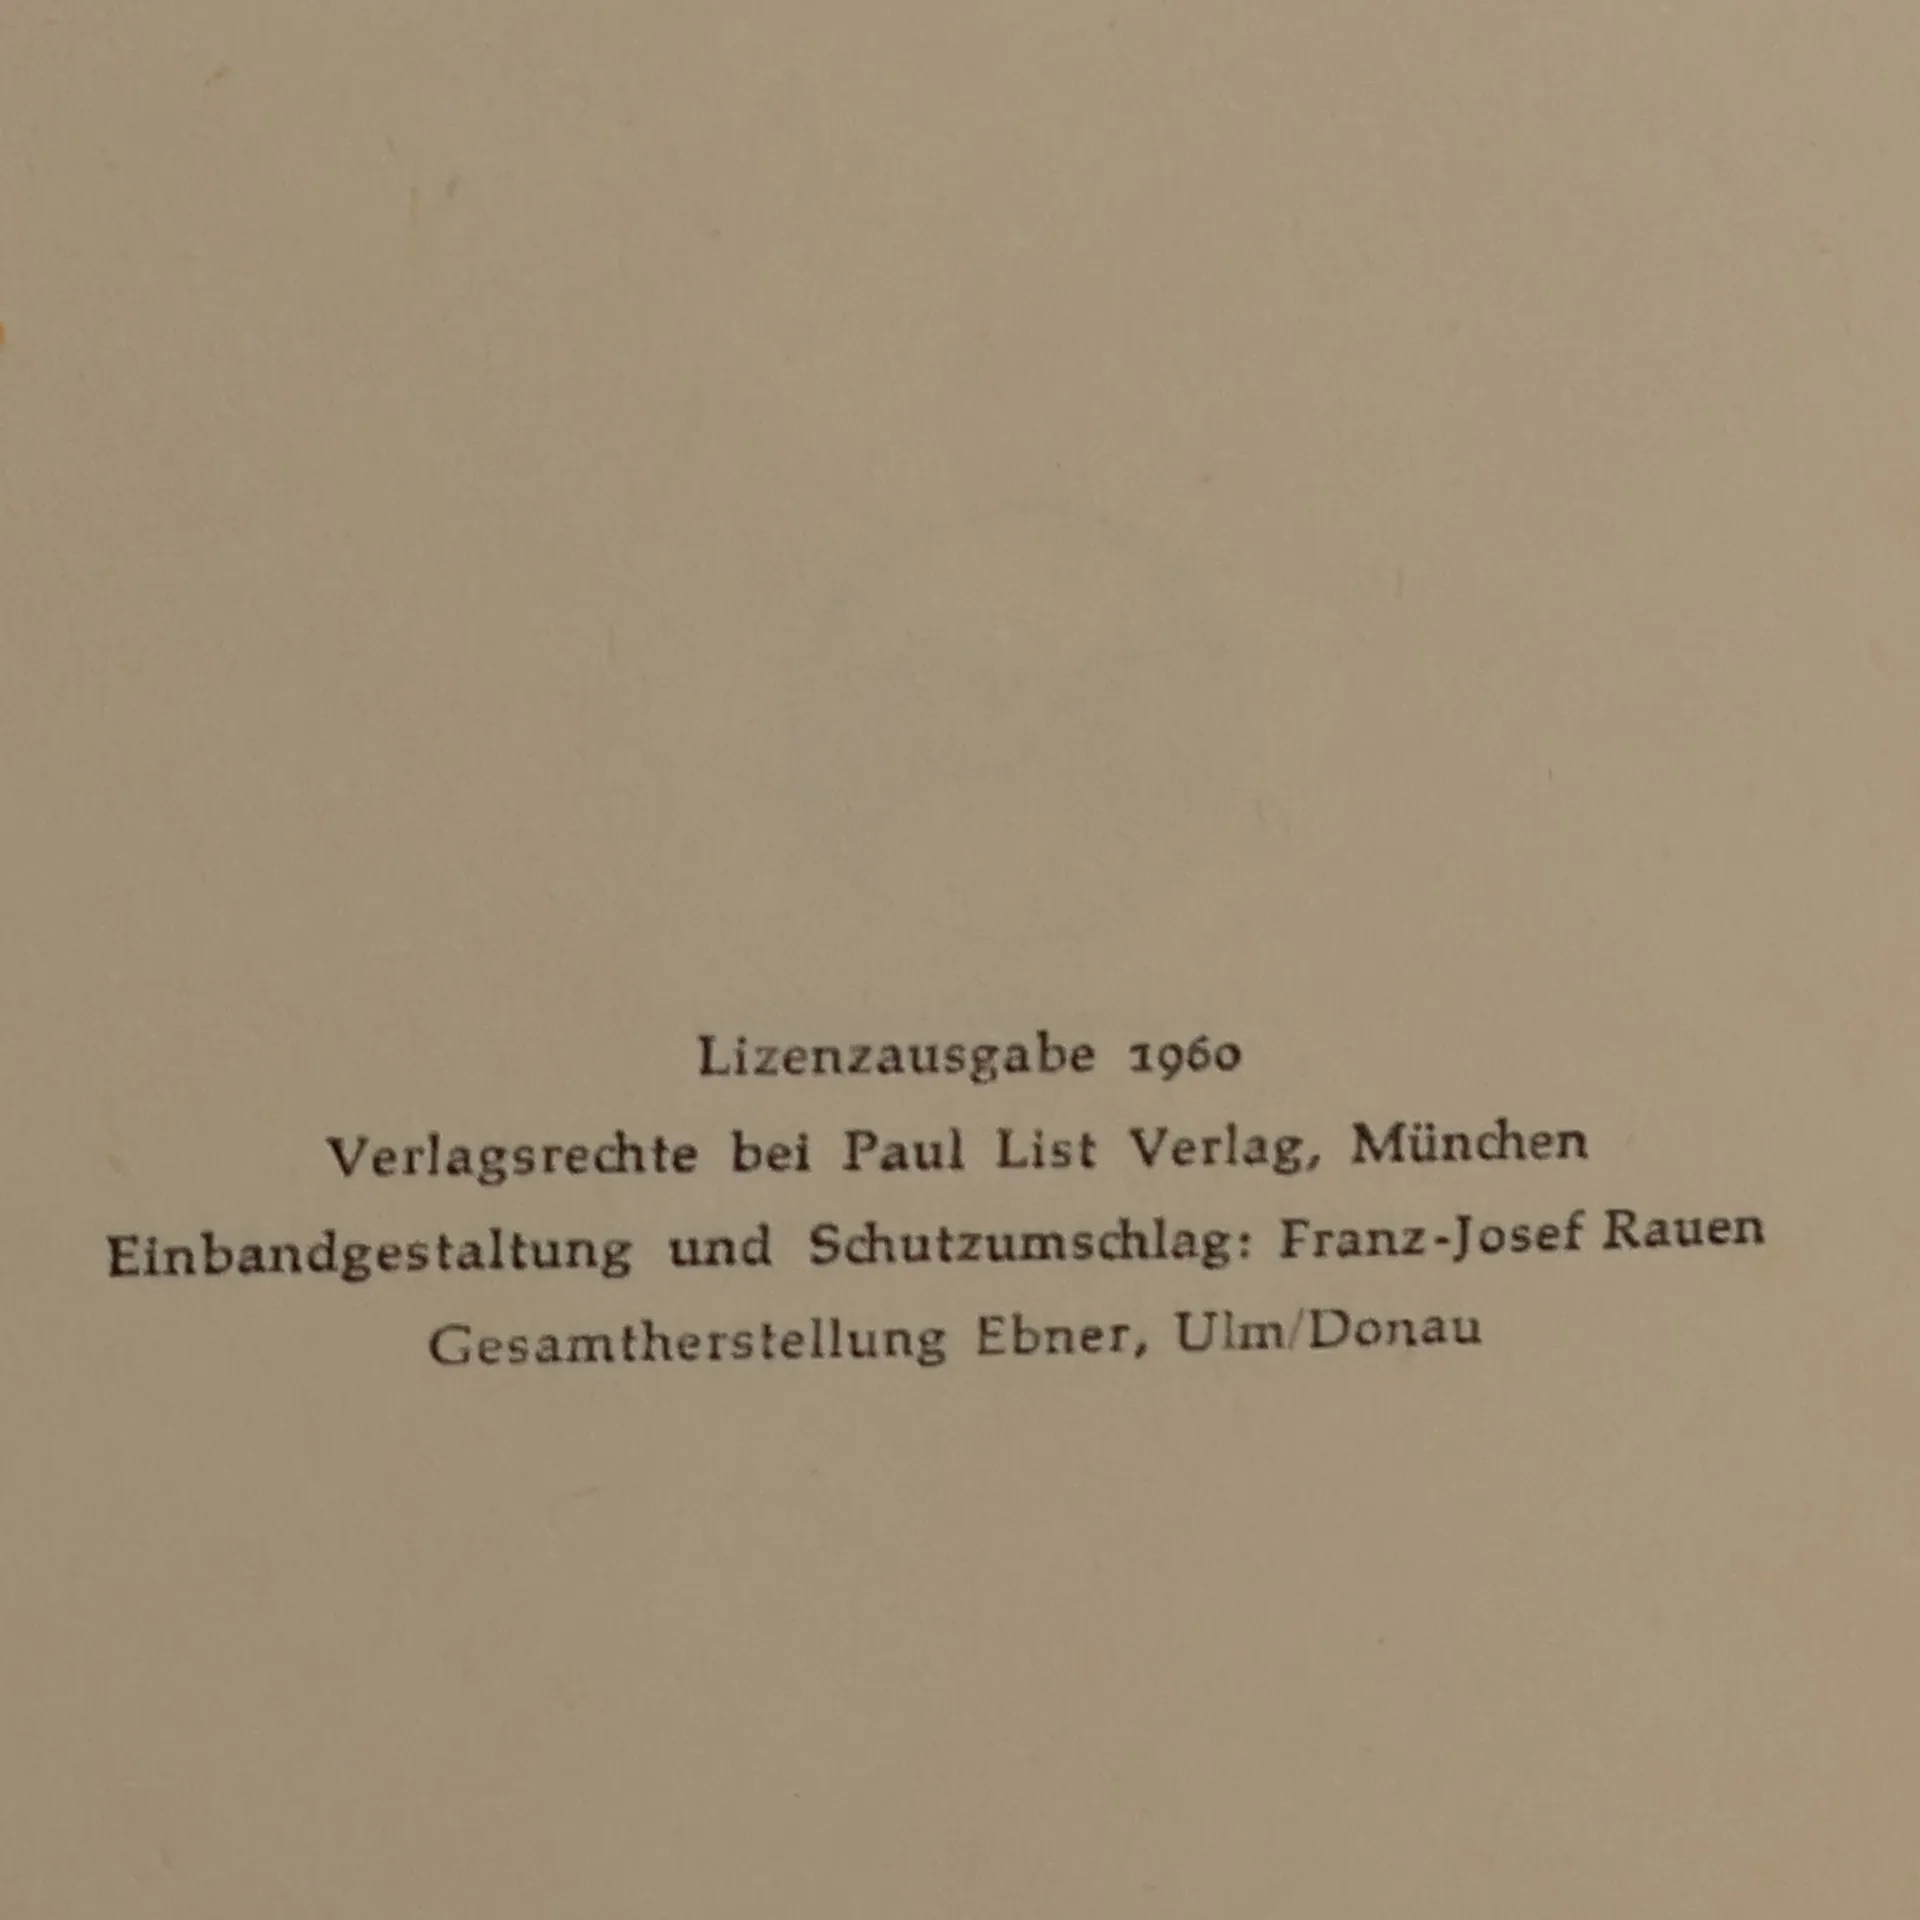 Lizenzausgabe 1960
Verlagsrechte bei Paul List Verlag, München
Einbandgestaltung und Schutzumschlag: Franz-Josef Rauen
Gesamtherstellung Ebner, Ulm/Donau